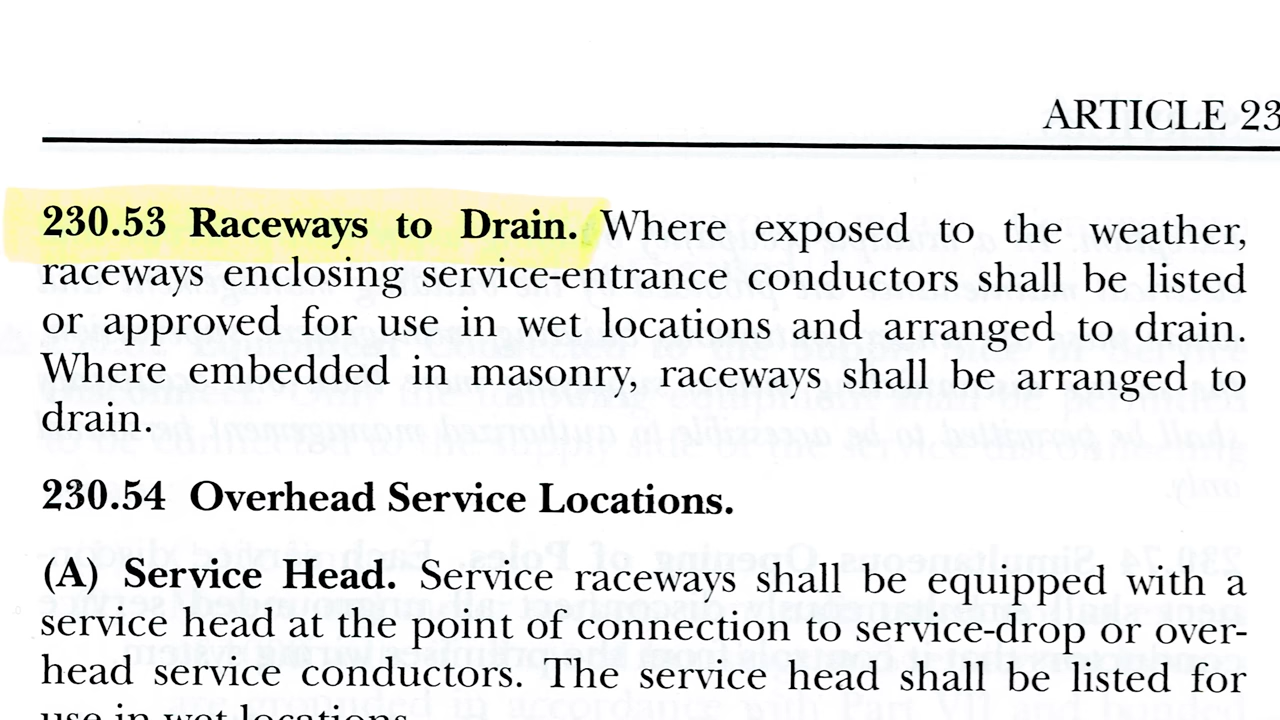 ARTICLE 23
230.53 Raceways to Drain. Where exposed to the weather,
raceways enclosing service-entrance conductors shall be listed
or approved for use in wet locations and arranged to drain.
Where embedded in masonry, raceways shall be arranged to
drain.
230.54 Overhead Service Locations.
(A) Service Head. Service raceways shall be equipped with a
service head at the point of connection to service-drop or over-
head service conductors. The service head shall be listed for
use in wet locations.